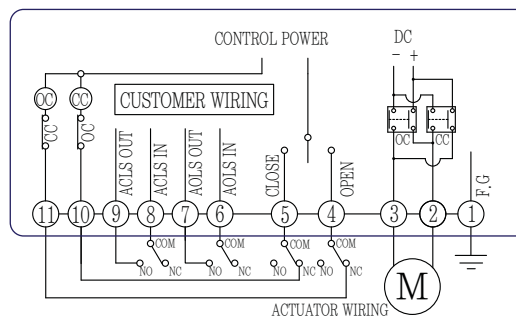 CONTROL POWER
DC
- +
OC CC
CUSTOMER WIRING
CC OC
OC CC
ACLS OUT
ACLS IN
AOLS OUT
AOLS IN
CLOSE
OPEN
F.G
11 10 9 8 7 6 5 4 3 2 1
COM COM COM COM
NO NC NO NC NO NC NO NC
M
ACTUATOR WIRING